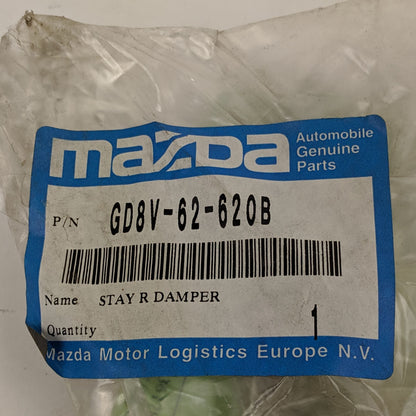 mazda
Automobile
Genuine
Parts
P/N GD8V-62-620B
Name STAY R DAMPER
Quantity 1
Mazda Motor Logistics Europe N.V.